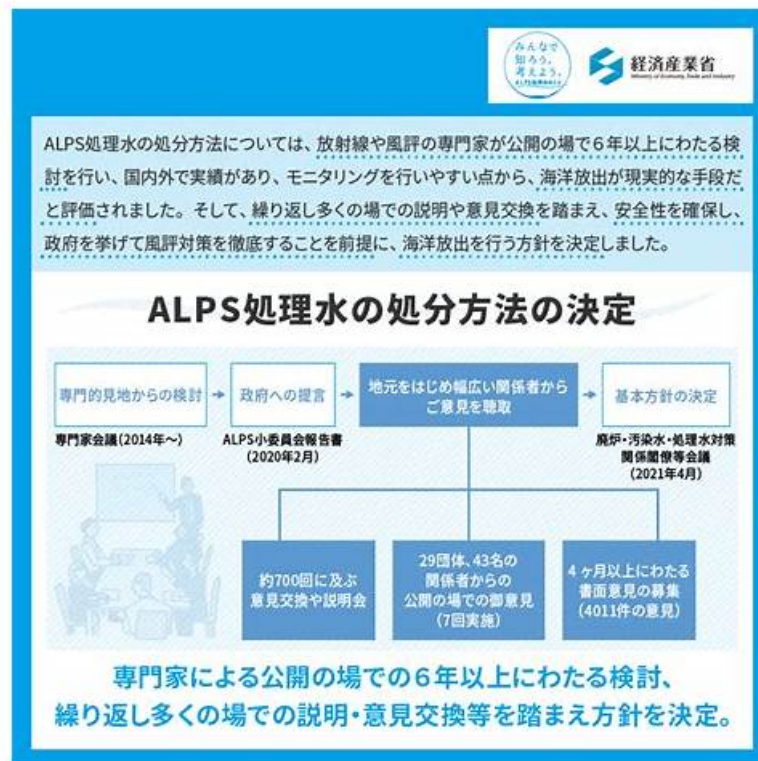 みんなで
知ろう。
考えよう。
経済産業省
Ministry of Economy, Trade and Industry
ALPS処理水の処分方法については、放射線や風評の専門家が公開の場で6年以上にわたる検
討を行い、国内外で実績があり、モニタリングを行いやすい点から、海洋放出が現実的な手段だ
と評価されました。そして、繰り返し多くの場での説明や意見交換を踏まえ、安全性を確保し、
政府を挙げて風評対策を徹底することを前提に、海洋放出を行う方針を決定しました。
ALPS処理水の処分方法の決定
専門的見地からの検討
専門家会議(2014年~)
政府への提言
ALPS小委員会報告書
(2020年2月)
地元をはじめ幅広い関係者から
ご意見を聴取
基本方針の決定
廃炉・汚染水・処理水対策
関係閣僚等会議
(2021年4月)
約700回に及ぶ
意見交換や説明会
29団体、43名の
関係者からの
公開の場での御意見
(7回実施)
4ヶ月以上にわたる
書面意見の募集
(4011件の意見)
専門家による公開の場での6年以上にわたる検討、
繰り返し多くの場での説明・意見交換等を踏まえ方針を決定。